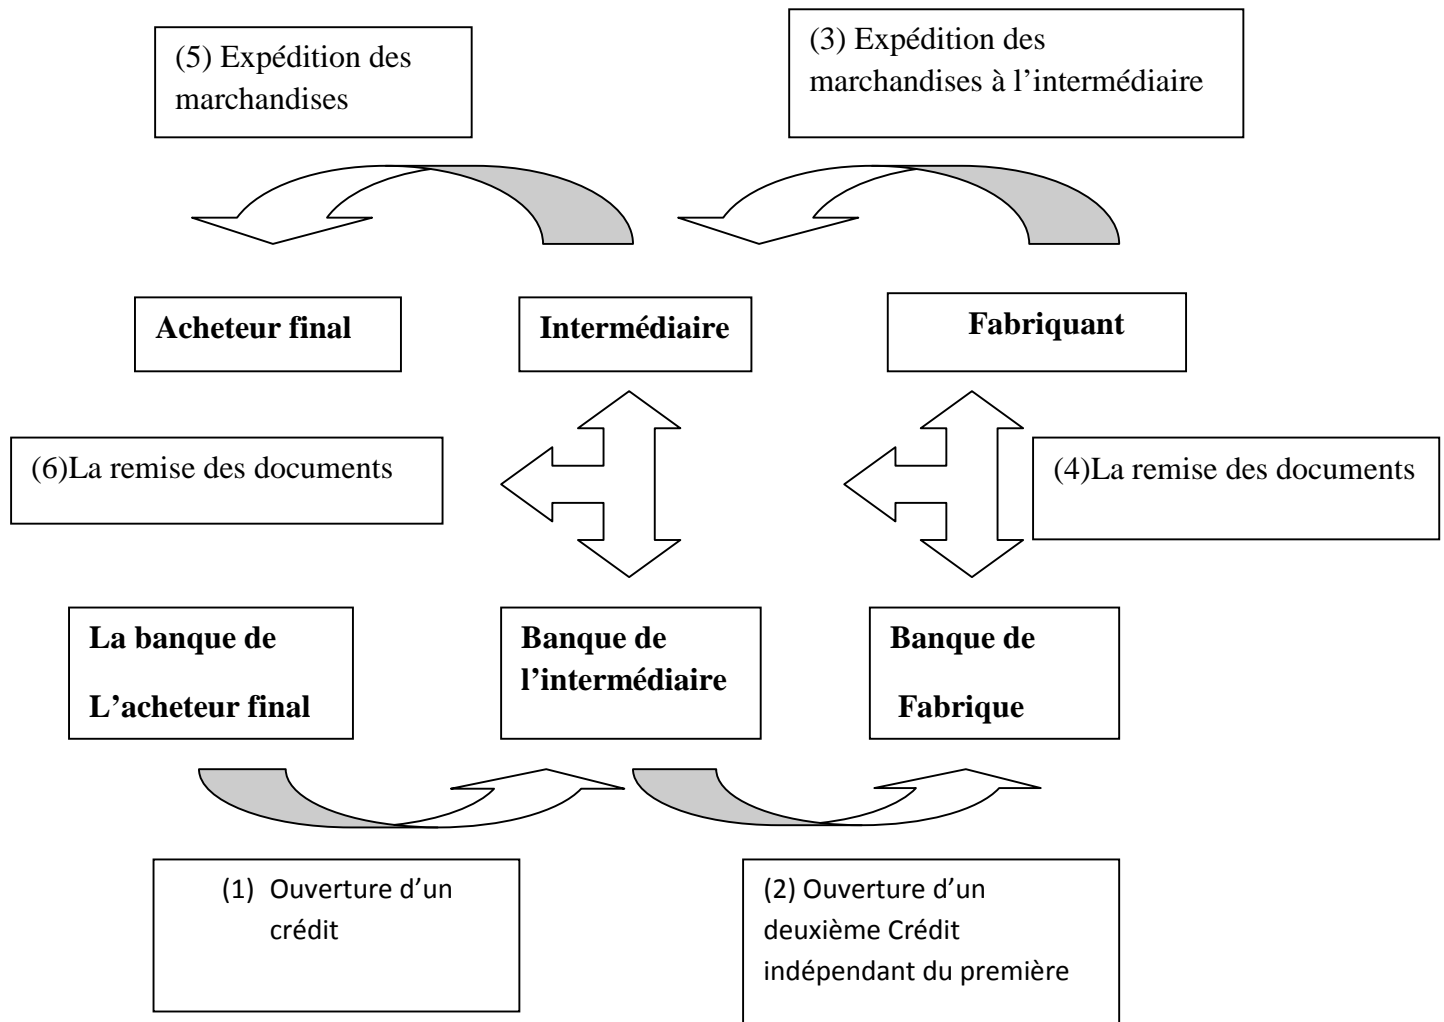 (5) Expédition des
marchandises
(3) Expédition des
marchandises à l’intermédiaire
Acheteur final
Intermédiaire
Fabriquant
(6)La remise des documents
(4)La remise des documents
La banque de
L’acheteur final
Banque de
l’intermédiaire
Banque de
Fabrique
(1) Ouverture d’un
crédit
(2) Ouverture d’un
deuxième Crédit
indépendant du première